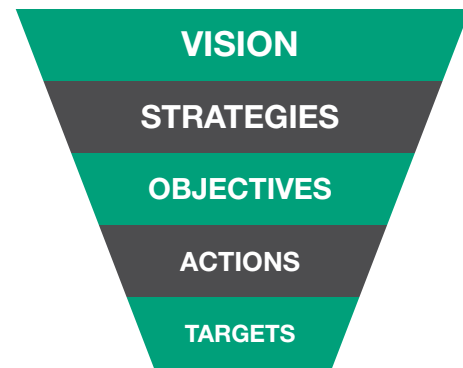 VISION
STRATEGIES
OBJECTIVES
ACTIONS
TARGETS